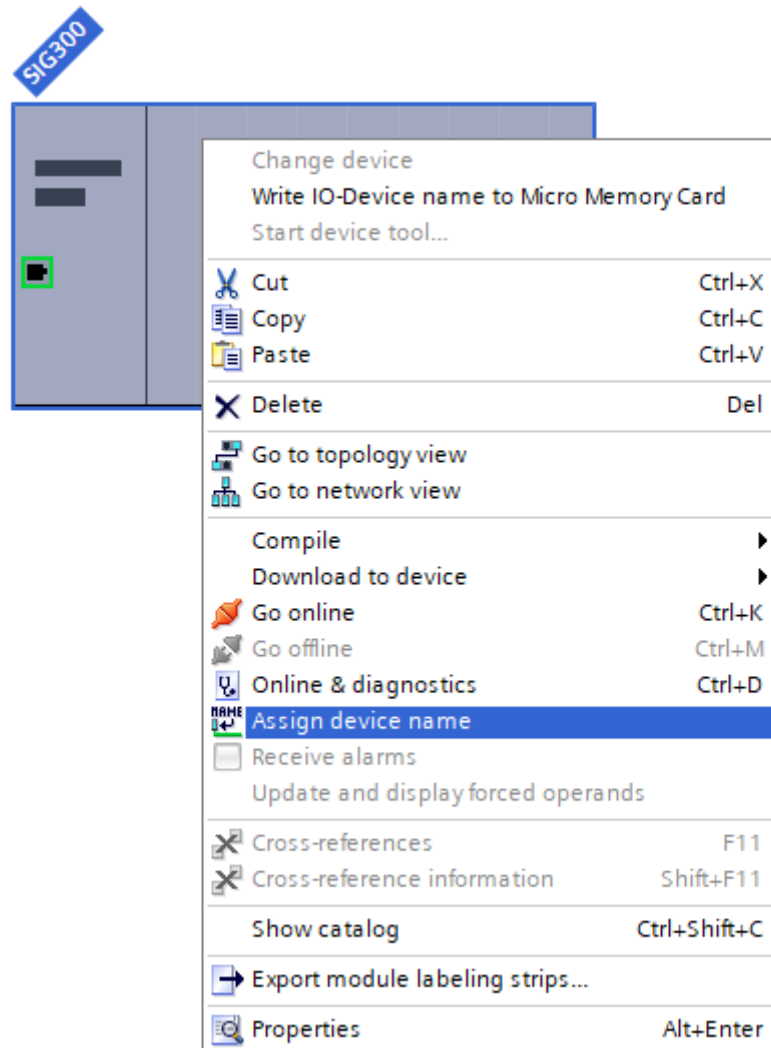 SIG300
Change device
Write IO-Device name to Micro Memory Card
Start device tool...
Cut Ctrl+X
Copy Ctrl+C
Paste Ctrl+V
Delete Del
Go to topology view
Go to network view
Compile
Download to device
Go online Ctrl+K
Go offline Ctrl+M
Online & diagnostics Ctrl+D
NAME Assign device name
Receive alarms
Update and display forced operands
Cross-references F11
Cross-reference information Shift+F11
Show catalog Ctrl+Shift+C
Export module labeling strips...
Properties Alt+Enter